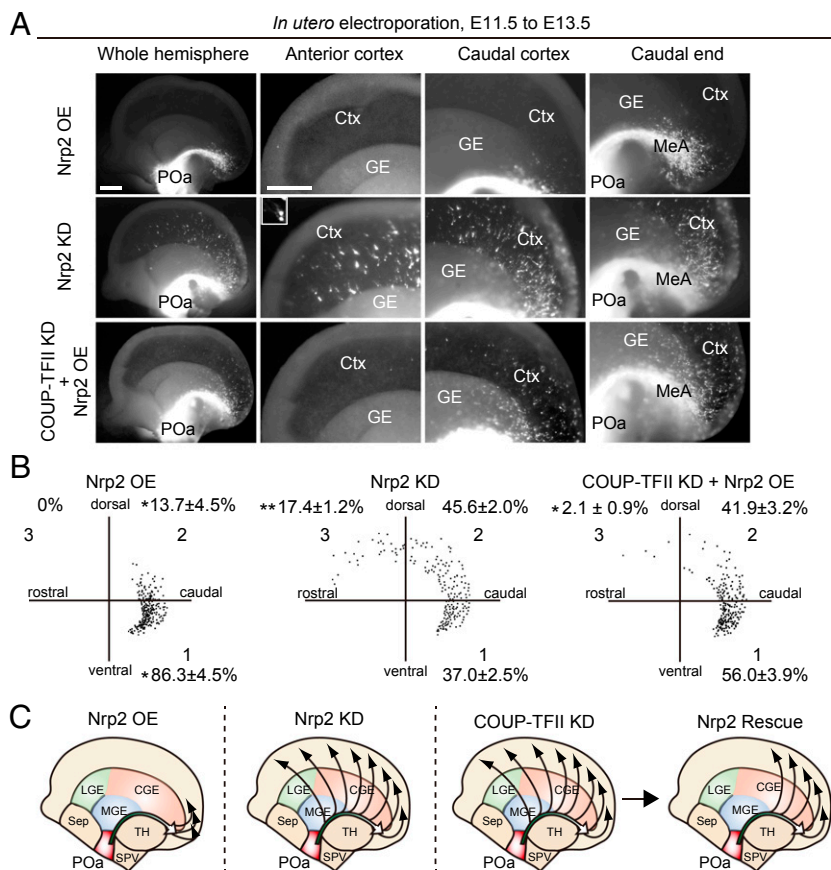 A
In utero electroporation, E11.5 to E13.5
Whole hemisphere Anterior cortex Caudal cortex Caudal end
Nrp2 OE
POa
Ctx
GE
GE
Ctx
GE
Ctx
MeA
POa
Nrp2 KD
POa
Ctx
GE
Ctx
GE
GE
Ctx
MeA
POa
COUP-TFII KD
+
Nrp2 OE
POa
Ctx
GE
Ctx
GE
GE
Ctx
MeA
POa
B
Nrp2 OE
0% dorsal *13.7±4.5%
3 2
rostral caudal
1
ventral *86.3±4.5%
Nrp2 KD
**17.4±1.2% dorsal 45.6±2.0%
3 2
rostral caudal
1
ventral 37.0±2.5%
COUP-TFII KD + Nrp2 OE
*2.1 ± 0.9% dorsal 41.9±3.2%
3 2
rostral caudal
1
ventral 56.0±3.9%
C
Nrp2 OE
LGE
CGE
MGE
Sep
TH
SPV
POa
Nrp2 KD
LGE
CGE
MGE
Sep
TH
SPV
POa
COUP-TFII KD
LGE
CGE
MGE
Sep
TH
SPV
POa
Nrp2 Rescue
LGE
CGE
MGE
Sep
TH
SPV
POa